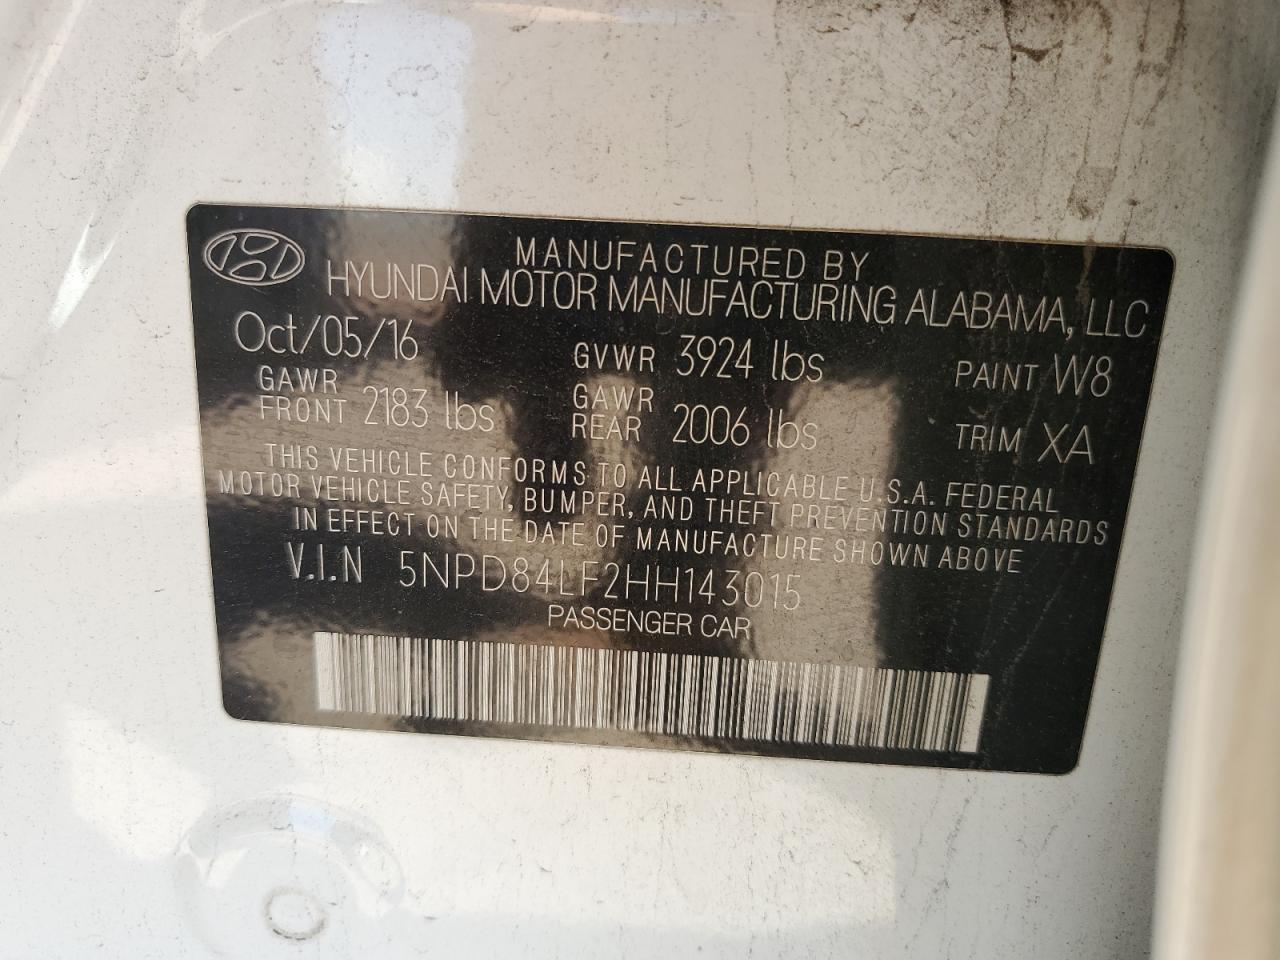 MANUFACTURED BY
HYUNDAI MOTOR MANUFACTURING ALABAMA, LLC
Oct/05/16 GVWR 3924 lbs PAINT W8
GAWR FRONT 2183 lbs GAWR REAR 2006 lbs TRIM XA
THIS VEHICLE CONFORMS TO ALL APPLICABLE U.S.A. FEDERAL
MOTOR VEHICLE SAFETY, BUMPER, AND THEFT PREVENTION STANDARDS
IN EFFECT ON THE DATE OF MANUFACTURE SHOWN ABOVE
V.I.N 5NPD84LF2HH143015
PASSENGER CAR